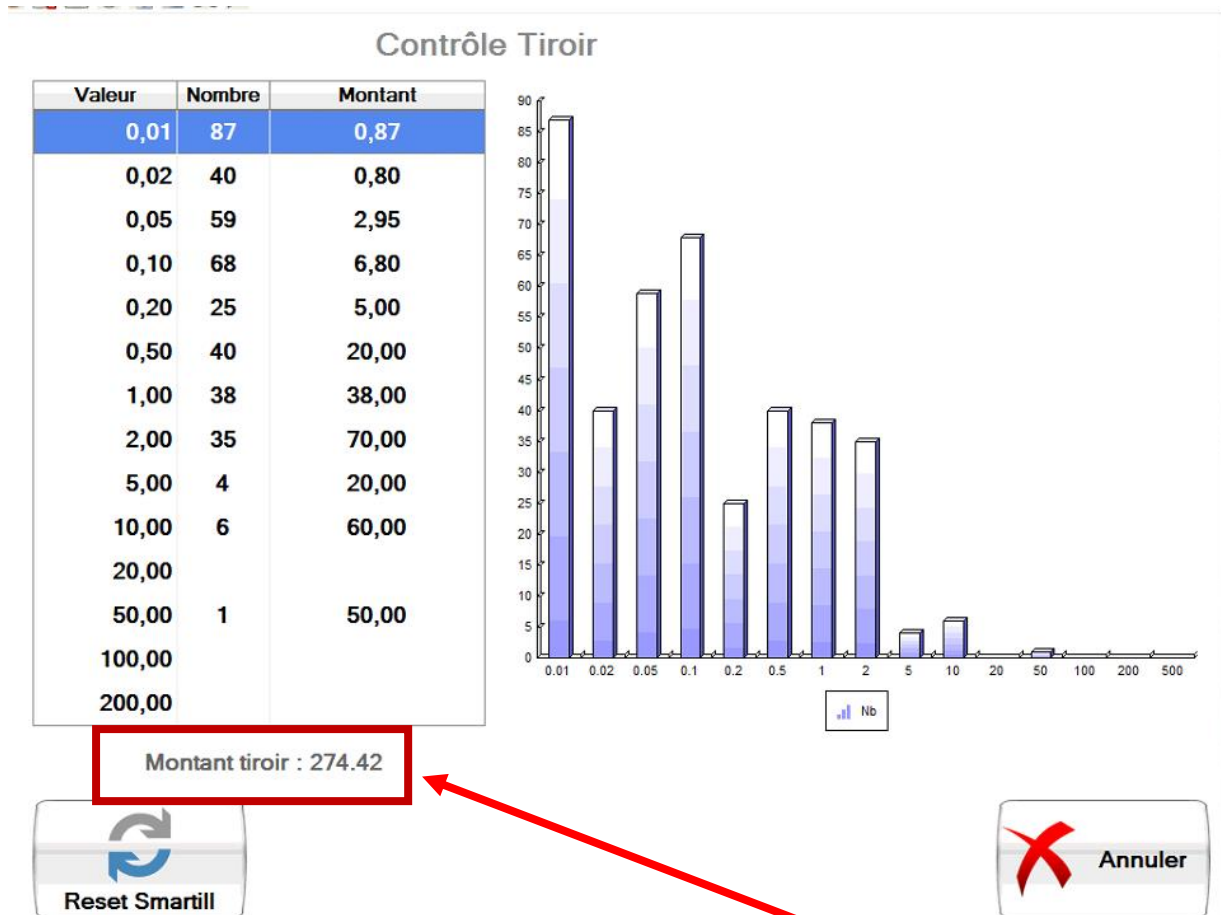 Contrôle Tiroir
Valeur Nombre Montant
0,01 87 0,87
0,02 40 0,80
0,05 59 2,95
0,10 68 6,80
0,20 25 5,00
0,50 40 20,00
1,00 38 38,00
2,00 35 70,00
5,00 4 20,00
10,00 6 60,00
20,00
50,00 1 50,00
100,00
200,00
90
85
80
75
70
65
60
55
50
45
40
35
30
25
20
15
10
5
0
0.01 0.02 0.05 0.1 0.2 0.5 1 2 5 10 20 50 100 200 500
Nb
Montant tiroir : 274.42
Reset Smartill
Annuler